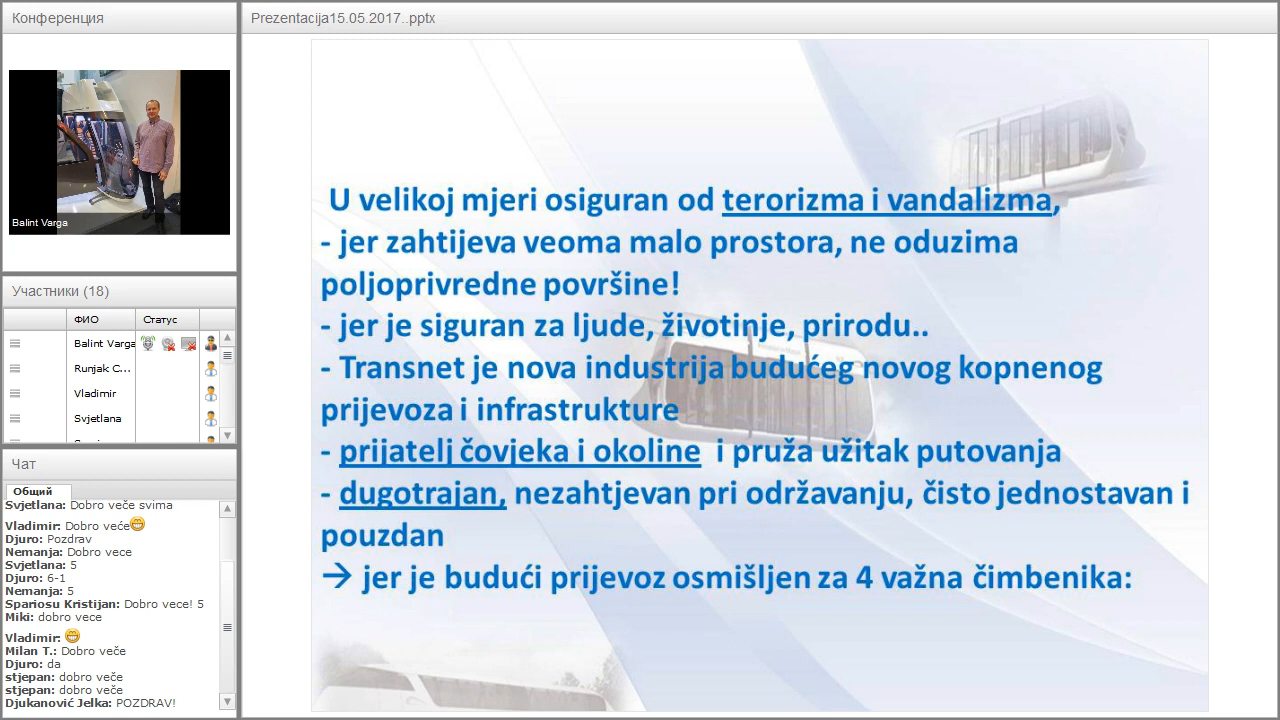 Конференция
Balint Varga
Участники (18)
ФИО Статус
Balint Varga
Runjak C...
Vladimir
Svjetlana
Чат
Общий
Svjetlana: Dobro veče svima
Vladimir: Dobro veće
Djuro: Pozdrav
Nemanja: Dobro vece
Svjetlana: 5
Djuro: 6-1
Nemanja: 5
Spariosu Kristijan: Dobro vece! 5
Miki: dobro vece
Vladimir:
Milan T.: Dobro veče
Djuro: da
stjepan: dobro veče
stjepan: dobro veče
Djukanović Jelka: POZDRAV!
Prezentacija15.05.2017..pptx
U velikoj mjeri osiguran od terorizma i vandalizma,
- jer zahtijeva veoma malo prostora, ne oduzima
poljoprivredne površine!
- jer je siguran za ljude, životinje, prirodu..
- Transnet je nova industrija budućeg novog kopnenog
prijevoza i infrastrukture
- prijatelj čovjeka i okoline i pruža užitak putovanja
- dugotrajan, nezahtjevan pri održavanju, čisto jednostavan i
pouzdan
→ jer je budući prijevoz osmišljen za 4 važna čimbenika: